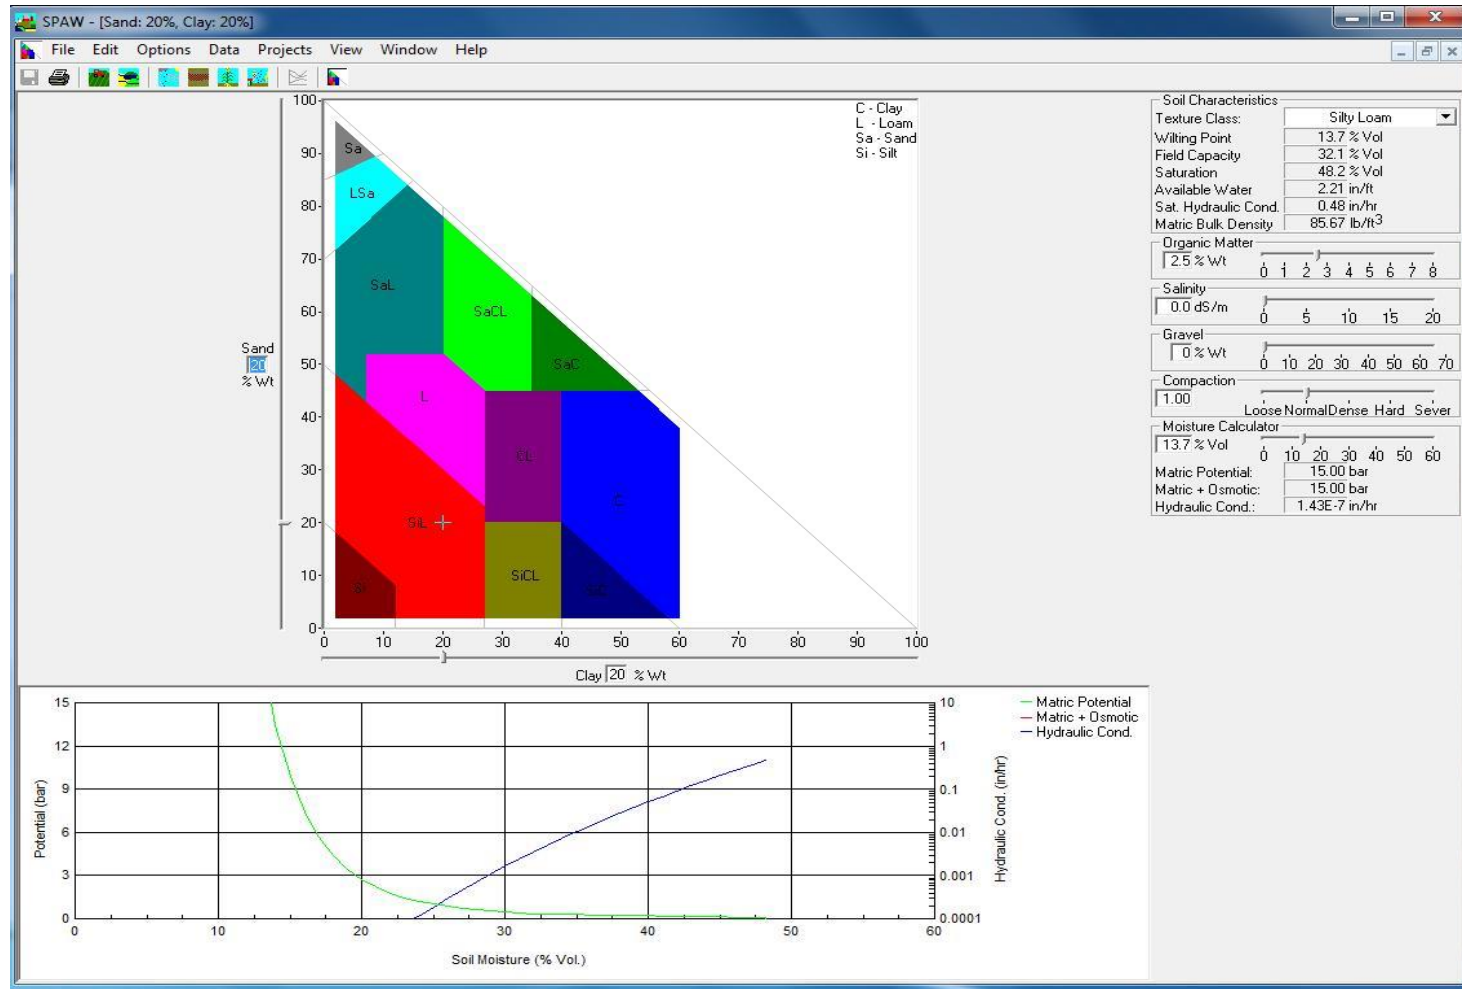 SPAW - [Sand: 20%, Clay: 20%]
File Edit Options Data Projects View Window Help
C - Clay
L - Loam
Sa - Sand
Si - Silt
100
90
80
70
60
50
40
30
20
10
0
Sand
20
% Wt
Sa
LSa
SaL
SaCL
SaC
L
CL
C
SiL
Si
SiCL
SiC
0 10 20 30 40 50 60 70 80 90 100
Clay 20 % Wt
Soil Characteristics
Texture Class: Silty Loam
Wilting Point 13.7 % Vol
Field Capacity 32.1 % Vol
Saturation 48.2 % Vol
Available Water 2.21 in/ft
Sat. Hydraulic Cond. 0.48 in/hr
Matric Bulk Density 85.67 lb/ft3
Organic Matter
2.5 % Wt
0 1 2 3 4 5 6 7 8
Salinity
0.0 dS/m
0 5 10 15 20
Gravel
0 % Wt
0 10 20 30 40 50 60 70
Compaction
1.00
Loose Normal Dense Hard Sever
Moisture Calculator
13.7 % Vol
0 10 20 30 40 50 60
Matric Potential: 15.00 bar
Matric + Osmotic: 15.00 bar
Hydraulic Cond.: 1.43E-7 in/hr
Potential (bar)
15
12
9
6
3
0
0 10 20 30 40 50 60
Soil Moisture (% Vol.)
10
1
0.1
0.01
0.001
0.0001
Hydraulic Cond. (in/hr)
Matric Potential
Matric + Osmotic
Hydraulic Cond.